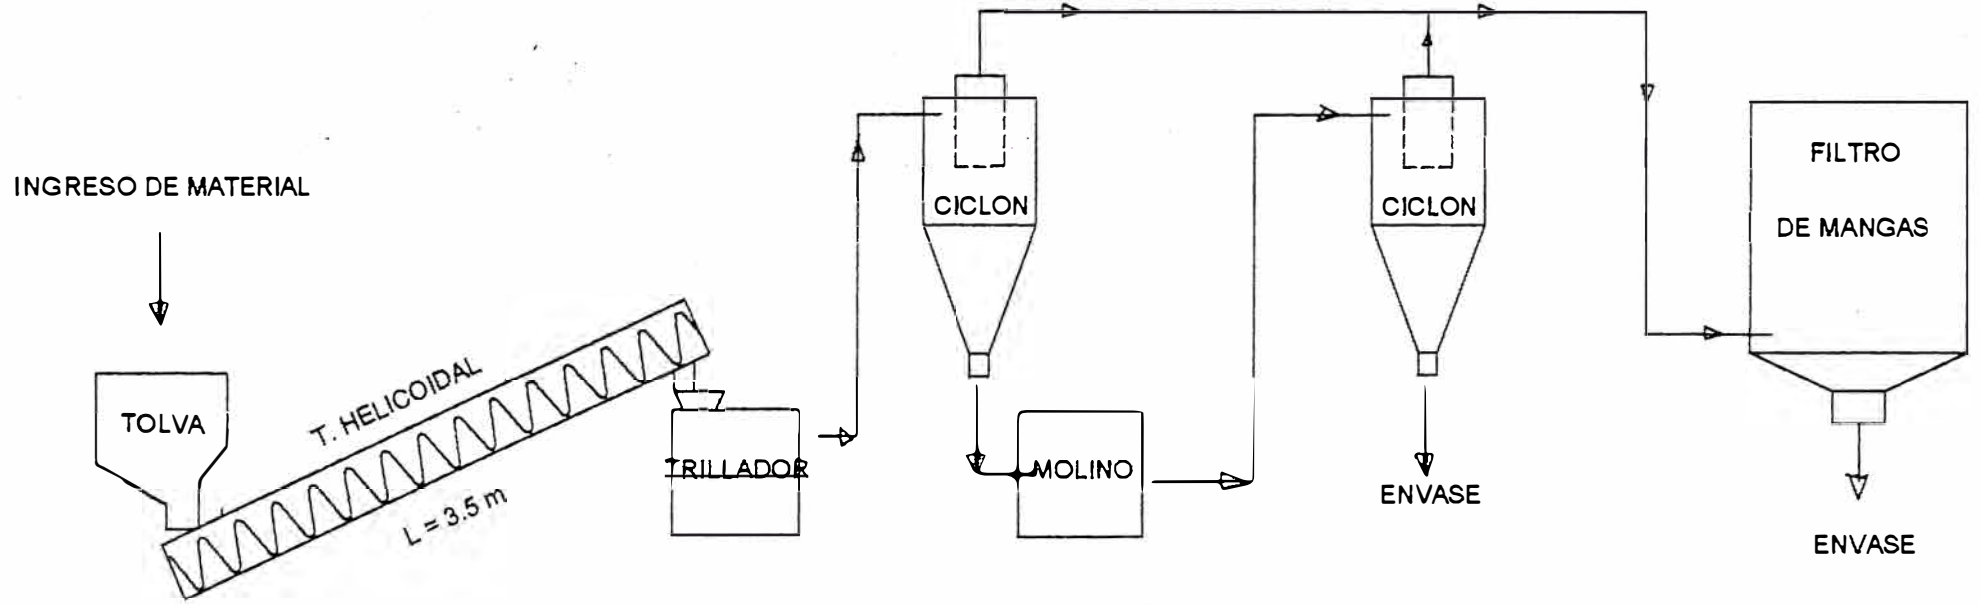 INGRESO DE MATERIAL
TOLVA
T. HELICOIDAL
L = 3.5 m
TRILLADOR
CICLON
MOLINO
CICLON
ENVASE
FILTRO
DE MANGAS
ENVASE